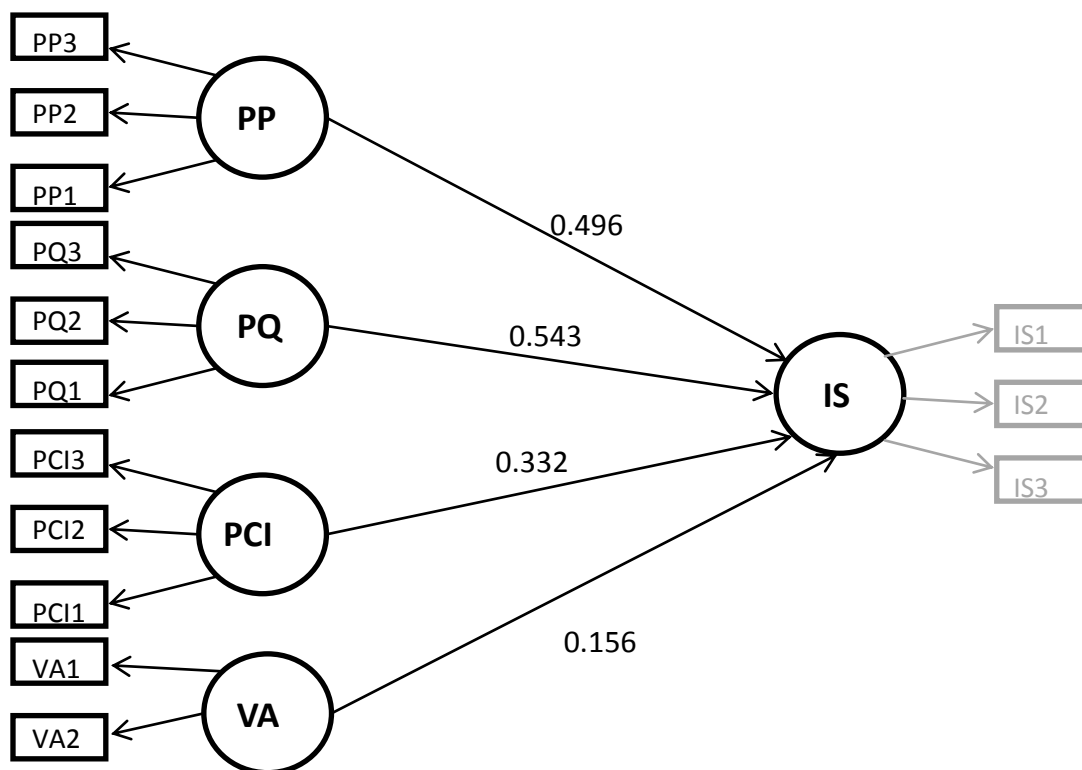 PP3
PP2
PP1
PP
0.496
PQ3
PQ2
PQ1
PQ
0.543
PCI3
PCI2
PCI1
PCI
0.332
VA1
VA2
VA
0.156
IS
IS1
IS2
IS3